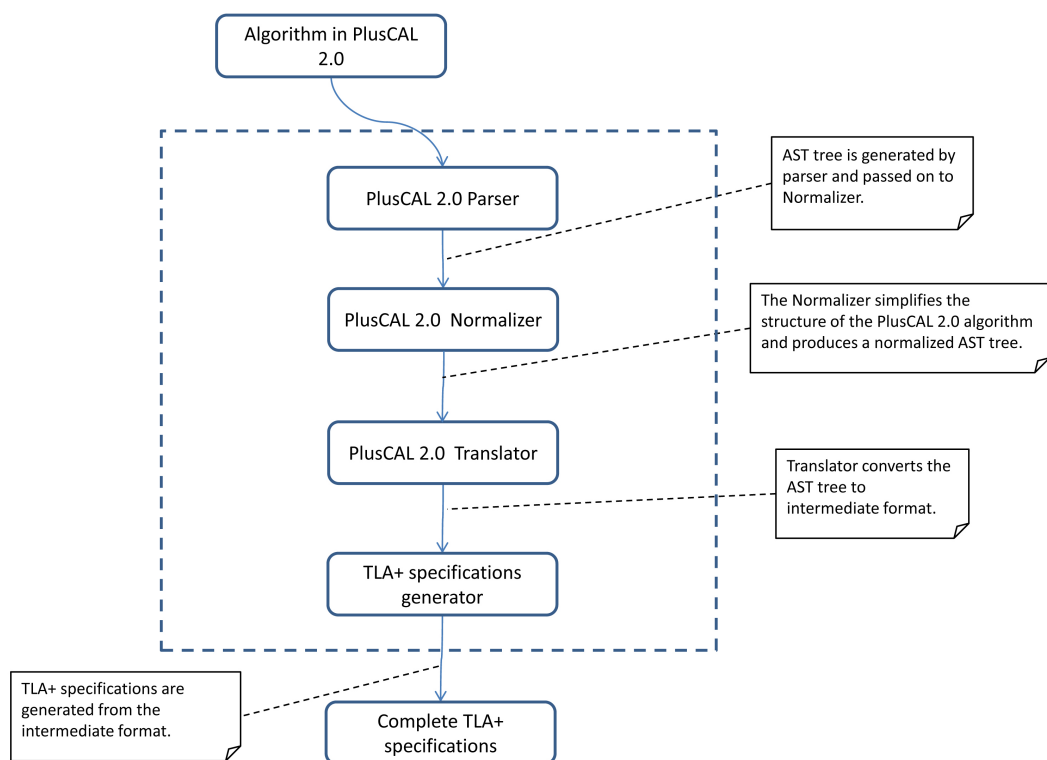 Algorithm in PlusCAL
2.0
AST tree is generated by
parser and passed on to
Normalizer.
PlusCAL 2.0 Parser
The Normalizer simplifies the
structure of the PlusCAL 2.0 algorithm
and produces a normalized AST tree.
PlusCAL 2.0 Normalizer
PlusCAL 2.0 Translator
Translator converts the
AST tree to
intermediate format.
TLA+ specifications
generator
TLA+ specifications are
generated from the
intermediate format.
Complete TLA+
specifications